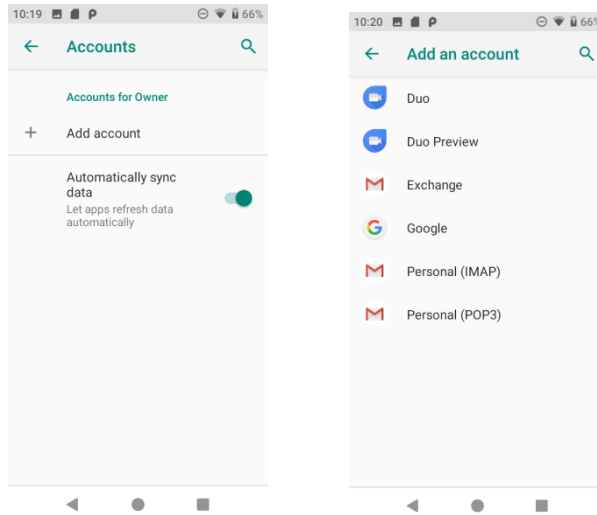 10:19 P 66%
Accounts
Accounts for Owner
Add account
Automatically sync
data
Let apps refresh data
automatically
10:20 P 66%
Add an account
Duo
Duo Preview
Exchange
G Google
Personal (IMAP)
Personal (POP3)